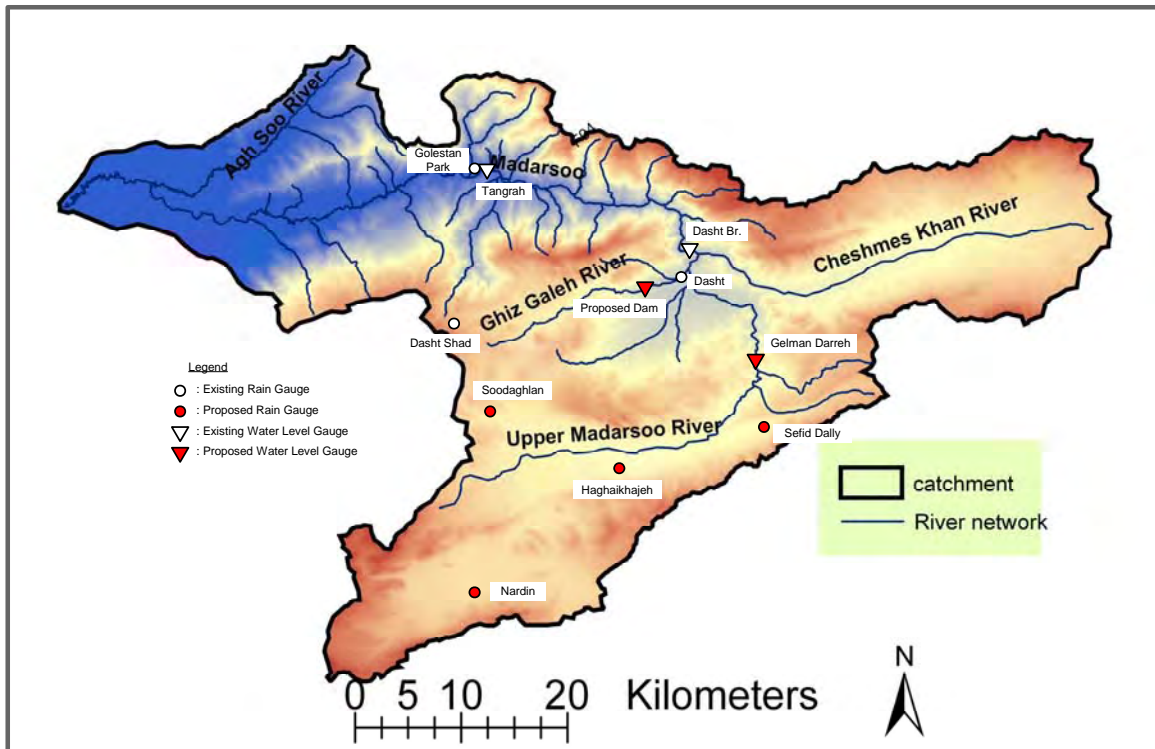 Agh Soo River
Golestan
Park
Madarsoo
Tangrah
Dasht Br.
Cheshmes Khan River
Dasht
Ghiz Galeh River
Proposed Dam
Dasht Shad
Gelman Darreh
Legend
: Existing Rain Gauge
: Proposed Rain Gauge
: Existing Water Level Gauge
: Proposed Water Level Gauge
Soodaghlan
Upper Madarsoo River
Sefid Dally
Haghaikhajeh
catchment
River network
Nardin
N
0 5 10 20 Kilometers